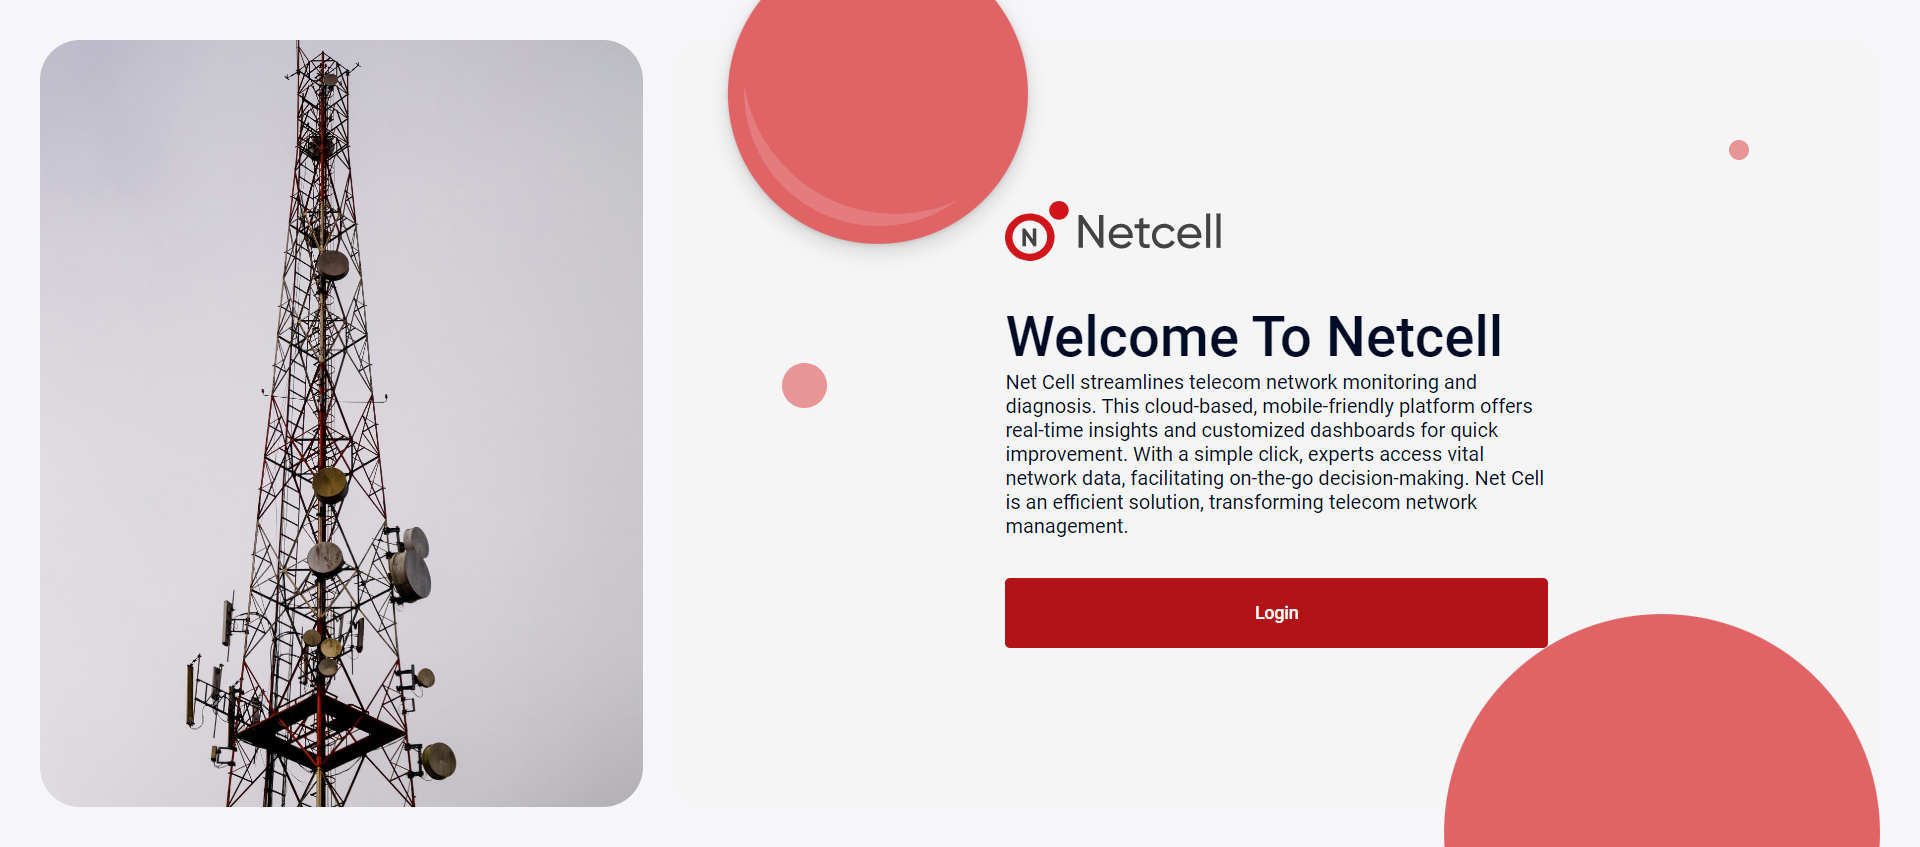 N Netcell
Welcome To Netcell
Net Cell streamlines telecom network monitoring and
diagnosis. This cloud-based, mobile-friendly platform offers
real-time insights and customized dashboards for quick
improvement. With a simple click, experts access vital
network data, facilitating on-the-go decision-making. Net Cell
is an efficient solution, transforming telecom network
management.
Login